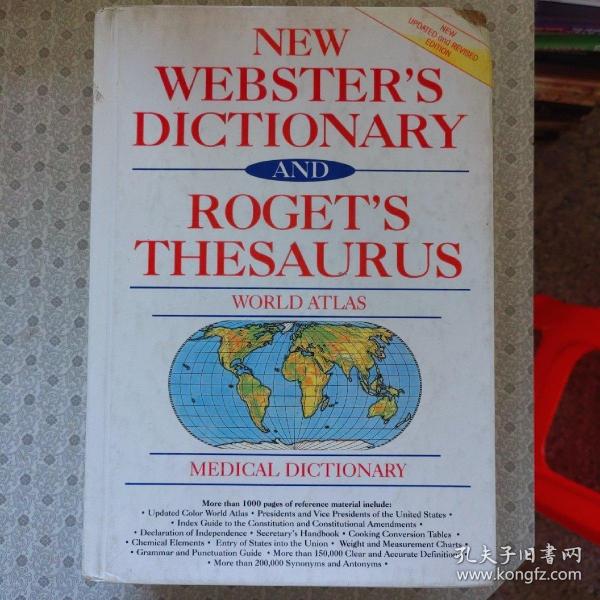 NEW
UPDATED and REVISED
EDITION
NEW
WEBSTER'S
DICTIONARY
AND
ROGET'S
THESAURUS
WORLD ATLAS
MEDICAL DICTIONARY
More than 1000 pages of reference material include:
• Updated Color World Atlas • Presidents and Vice Presidents of the United States •
• Index Guide to the Constitution and Constitutional Amendments •
• Declaration of Independence • Secretary's Handbook • Cooking Conversion Tables •
• Chemical Elements • Entry of States into the Union • Weight and Measurement Charts •
• Grammar and Punctuation Guide • More than 150,000 Clear and Accurate Definitions
• More than 200,000 Synonyms and Antonyms •
孔夫子旧书网
www.kongfz.com